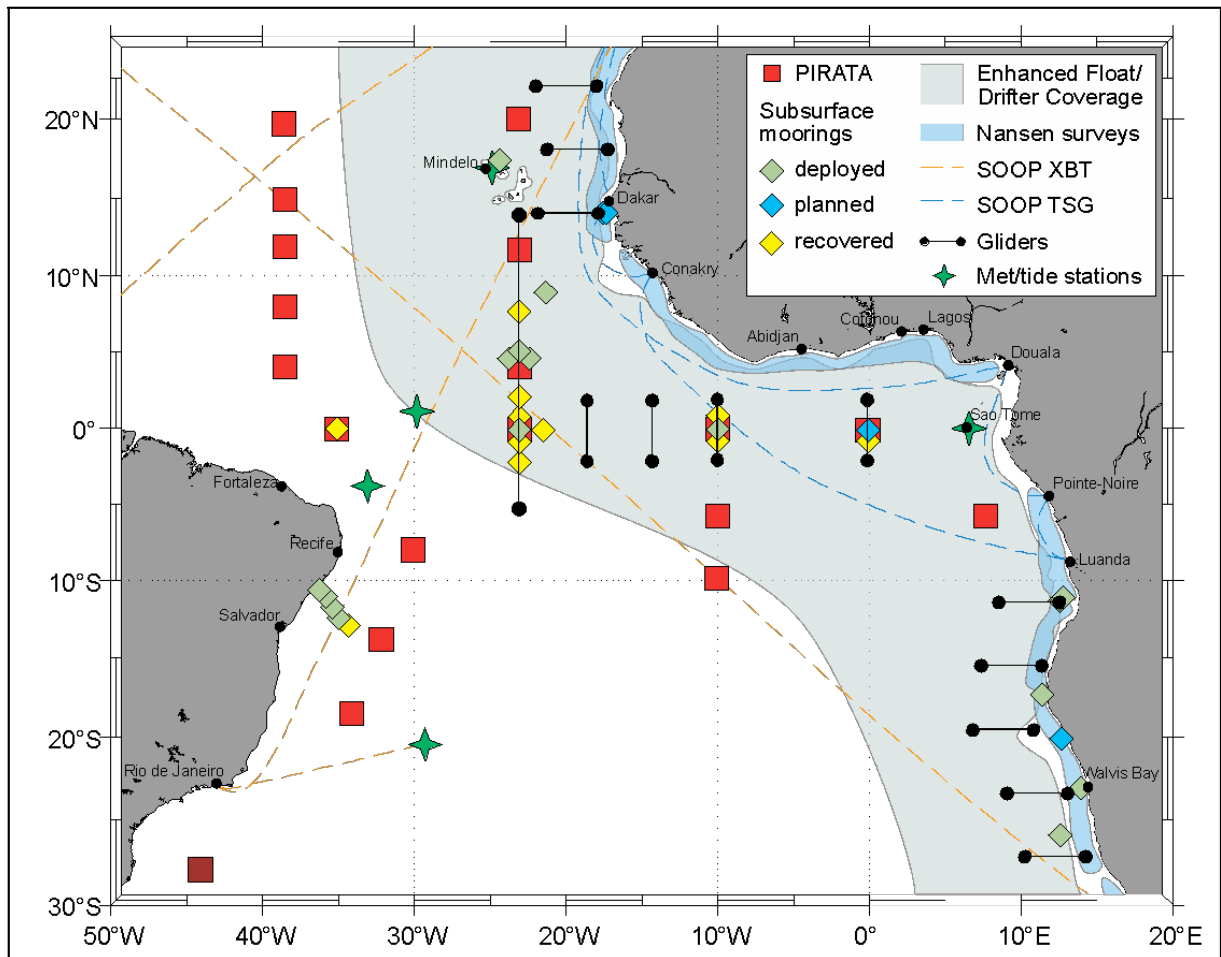 PIRATA
Subsurface
moorings
deployed
planned
recovered
Enhanced Float/
Drifter Coverage
Nansen surveys
SOOP XBT
SOOP TSG
Gliders
Met/tide stations
20°N
10°N
0°
10°S
20°S
30°S
50°W
40°W
30°W
20°W
10°W
0°
10°E
20°E
Mindelo
Dakar
Conakry
Abidjan
Cotonou
Lagos
Douala
Sao Tome
Pointe-Noire
Luanda
Walvis Bay
Fortaleza
Recife
Salvador
Rio de Janeiro